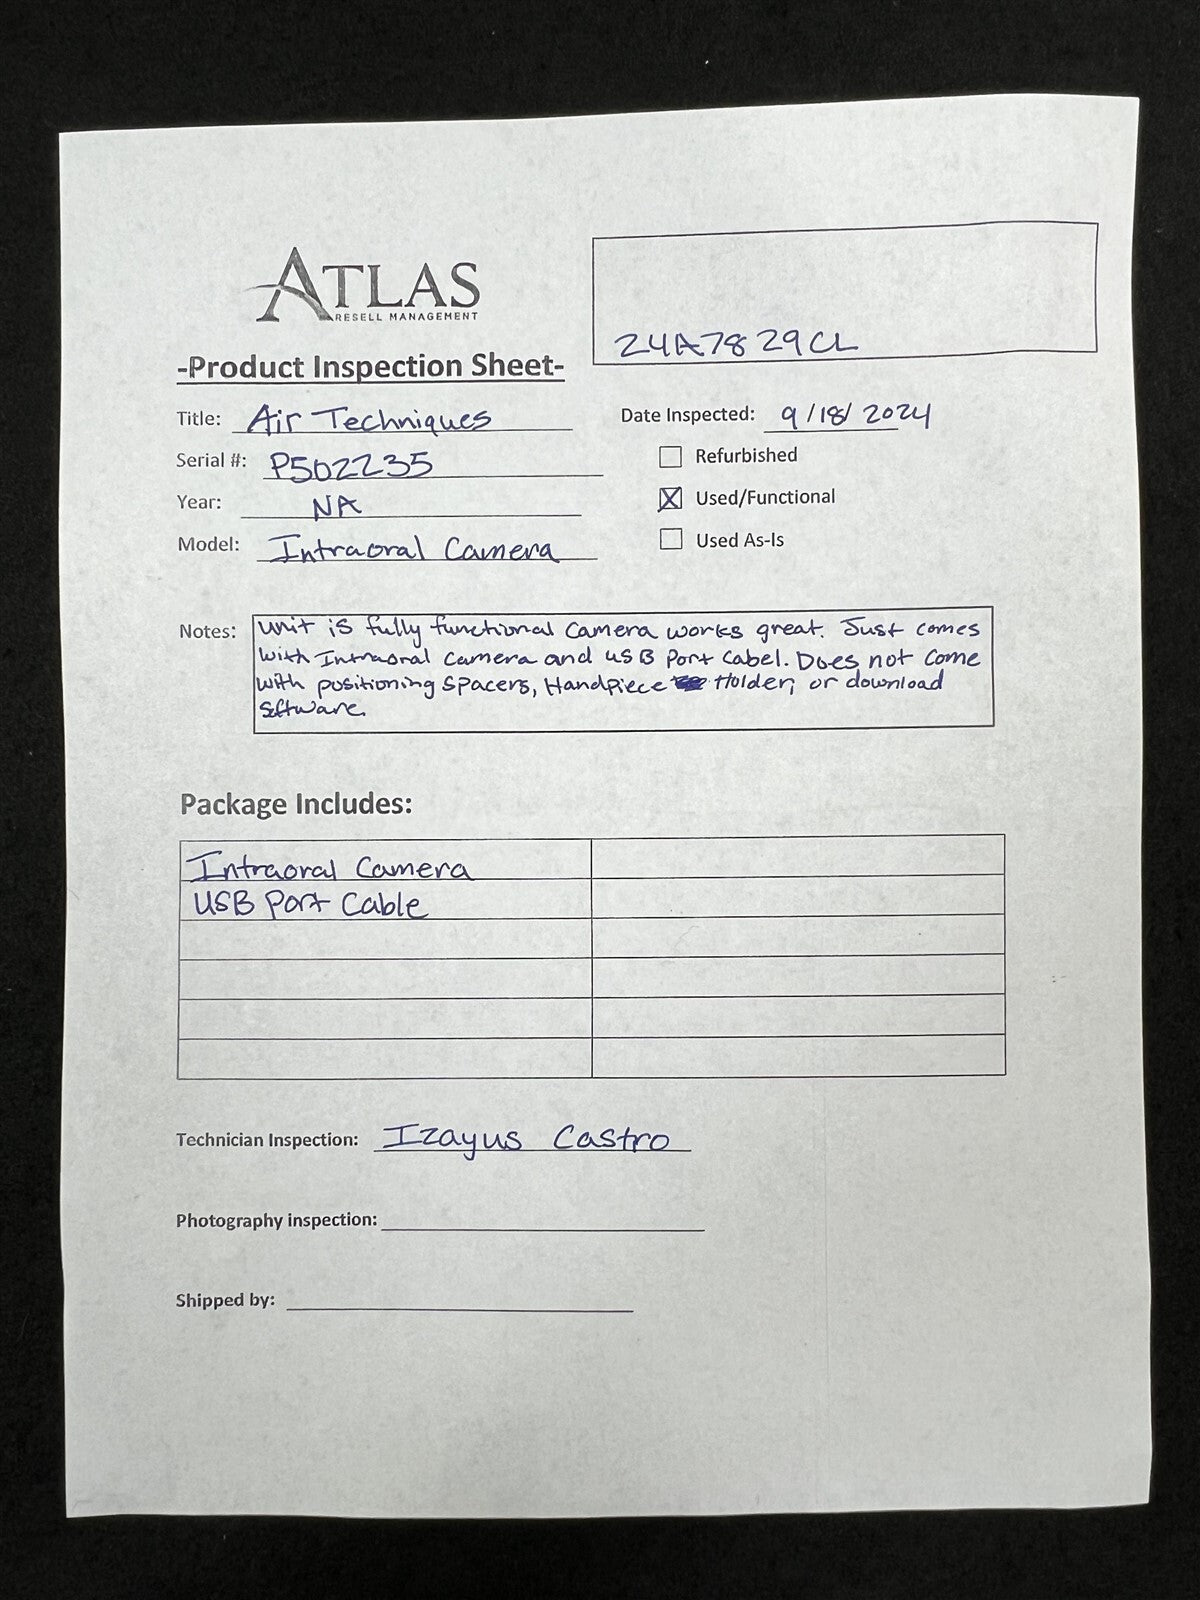 ATLAS
RESELL MANAGEMENT
24A7829CL
-Product Inspection Sheet-
Title: Air Techniques
Date Inspected: 9/18/2024
Serial #: P502235
Refurbished
Year: NA
Used/Functional
Model: Intraoral Camera
Used As-Is
Notes: Unit is fully functional Camera works great. Just comes
with Intraoral Camera and USB Port Cabel. Does not Come
with positioning Spacers, Handpiece Holder, or download
Software.
Package Includes:
Intraoral Camera
USB Port Cable
Technician Inspection: Izayus Castro
Photography inspection:
Shipped by: